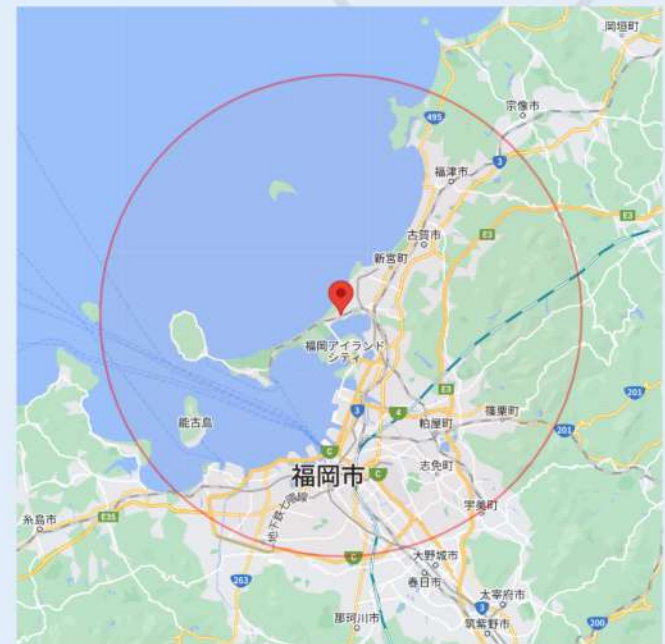 岡垣町
宗像市
495
3
福津市
古賀市
E3
E3
新宮町
福岡アイランド
シティ
E3
201
能古島
3
4
粕屋町
篠栗町
201
C
志免町
福岡市
C
地下鉄七隈線
宇美町
糸島市
E35
C
大野城市
263
春日市
太宰府市
3
那珂川市
筑紫野市
200